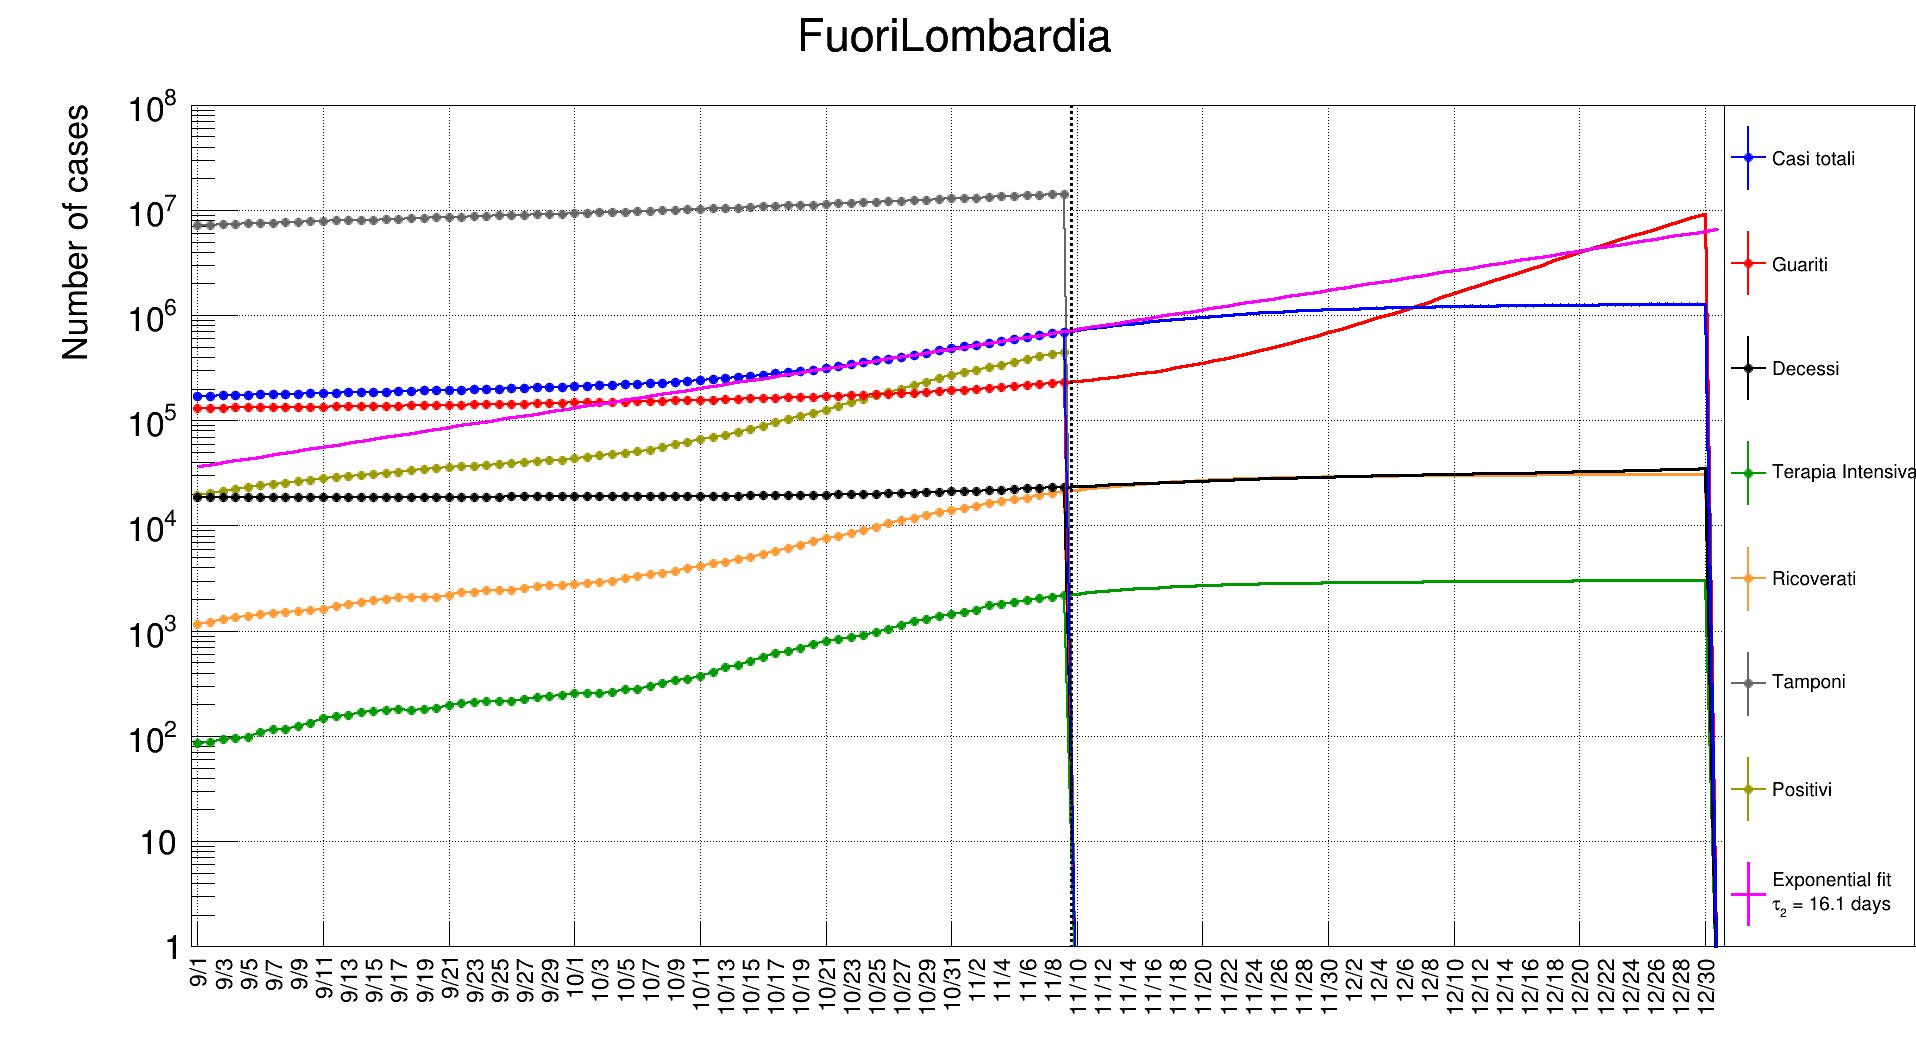 FuoriLombardia
Number of cases
10^8
10^7
10^6
10^5
10^4
10^3
10^2
10
1
9/1 9/3 9/5 9/7 9/9 9/11 9/13 9/15 9/17 9/19 9/21 9/23 9/25 9/27 9/29 10/1 10/3 10/5 10/7 10/9 10/11 10/13 10/15 10/17 10/19 10/21 10/23 10/25 10/27 10/29 10/31 11/2 11/4 11/6 11/8 11/10 11/12 11/14 11/16 11/18 11/20 11/22 11/24 11/26 11/28 11/30 12/2 12/4 12/6 12/8 12/10 12/12 12/14 12/16 12/18 12/20 12/22 12/24 12/26 12/28 12/30
Casi totali
Guariti
Decessi
Terapia Intensiva
Ricoverati
Tamponi
Positivi
Exponential fit
τ_2 = 16.1 days